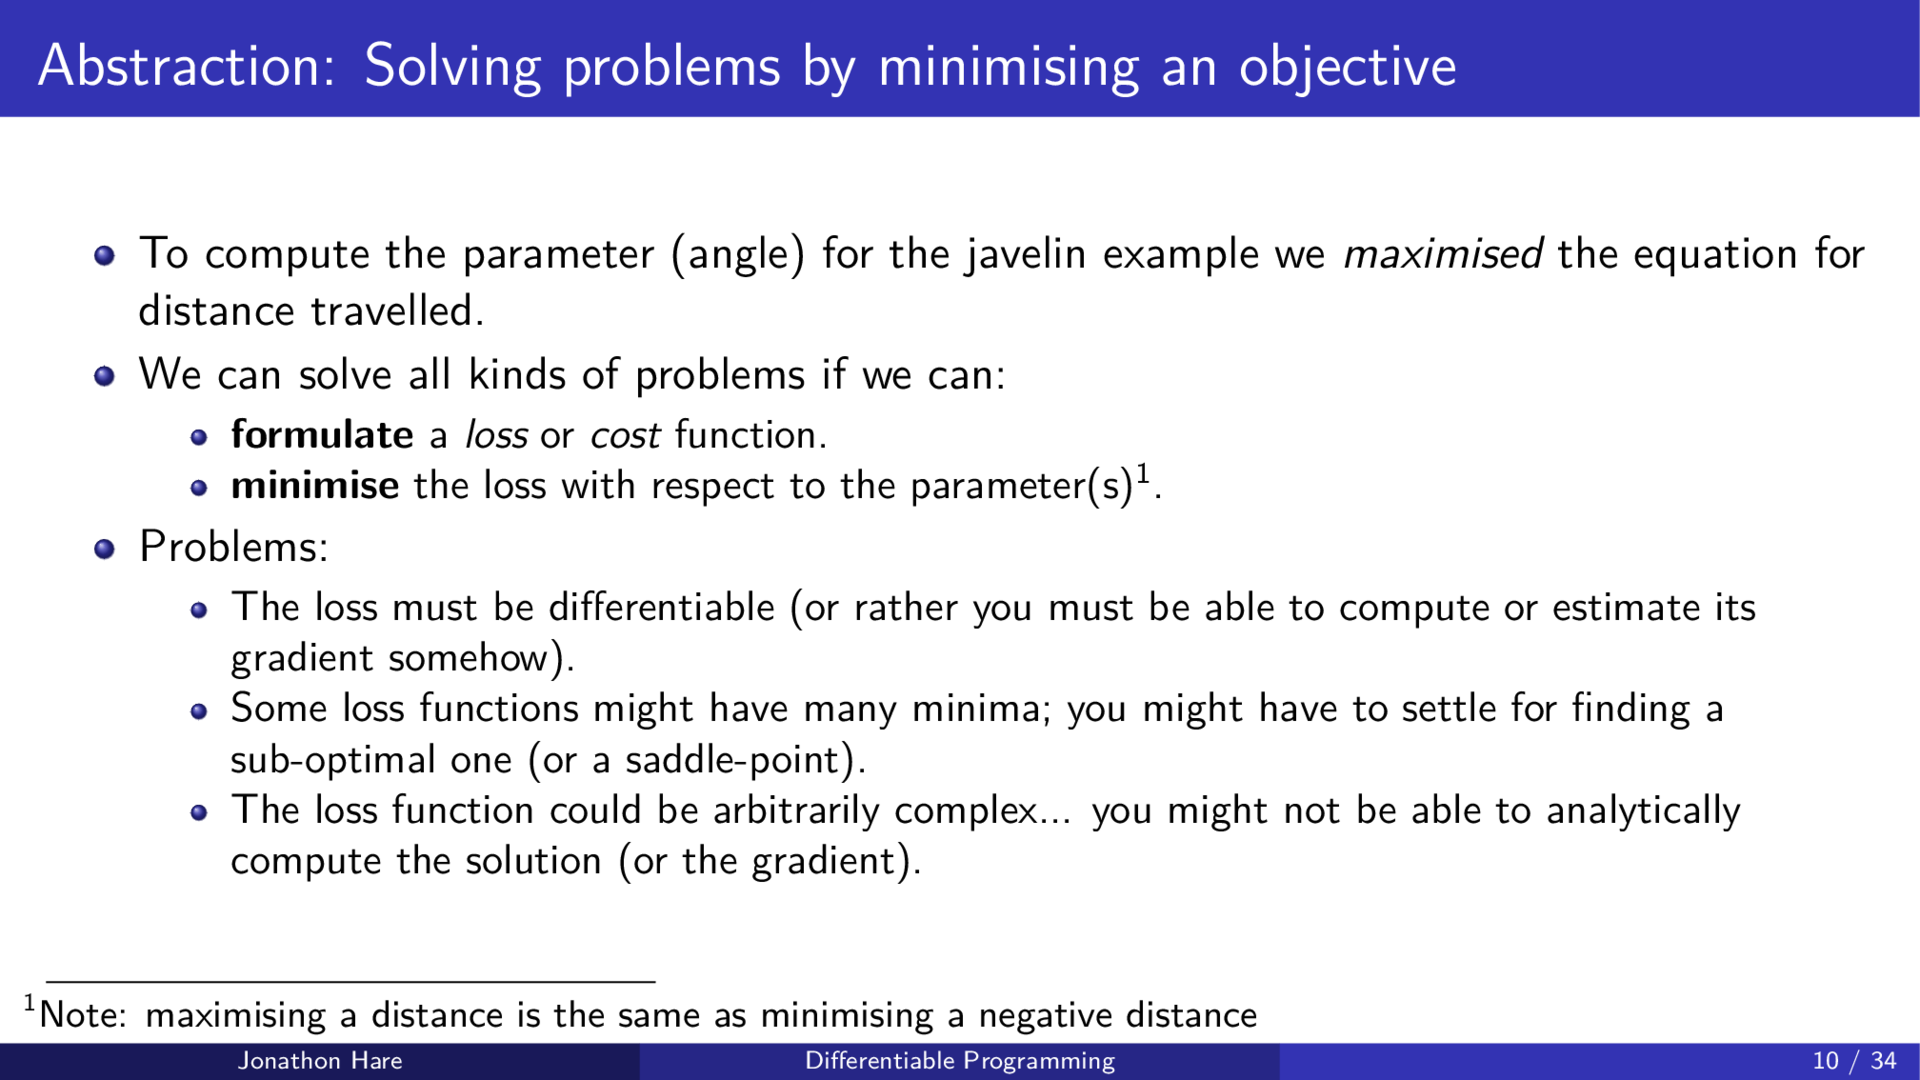 Abstraction: Solving problems by minimising an objective
To compute the parameter (angle) for the javelin example we maximised the equation for
distance travelled.
We can solve all kinds of problems if we can:
formulate a loss or cost function.
minimise the loss with respect to the parameter(s)¹.
Problems:
The loss must be differentiable (or rather you must be able to compute or estimate its
gradient somehow).
Some loss functions might have many minima; you might have to settle for finding a
sub-optimal one (or a saddle-point).
The loss function could be arbitrarily complex... you might not be able to analytically
compute the solution (or the gradient).
¹Note: maximising a distance is the same as minimising a negative distance
Jonathon Hare Differentiable Programming 10 / 34